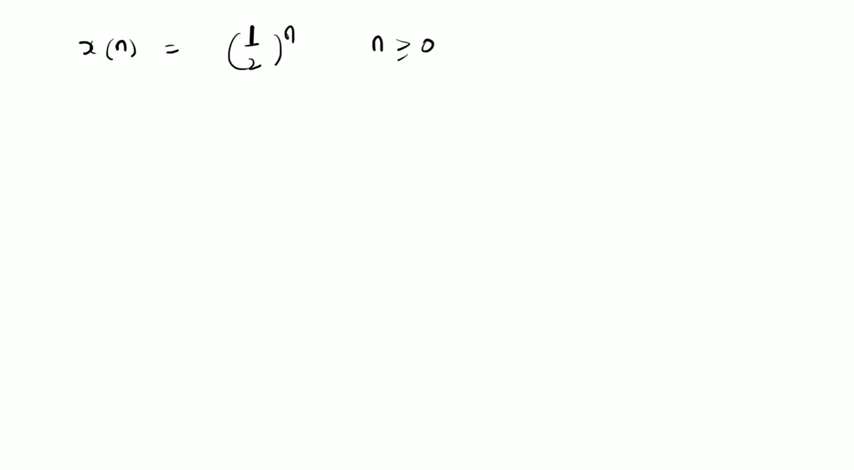 x(n) = (1/2)^n n ≥ 0